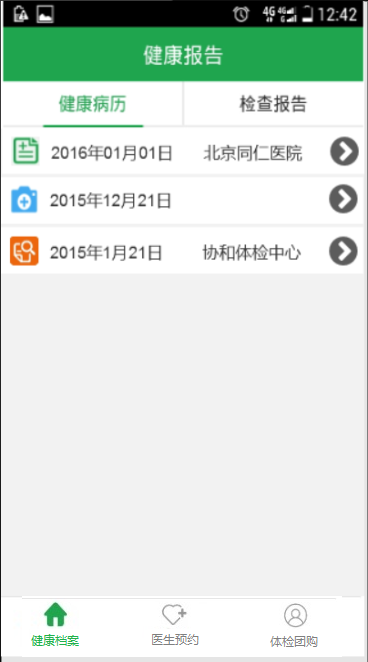 4G 4G G 12:42
健康报告
健康病历 检查报告
2016年01月01日 北京同仁医院
2015年12月21日
2015年1月21日 协和体检中心
健康档案 医生预约 体检团购